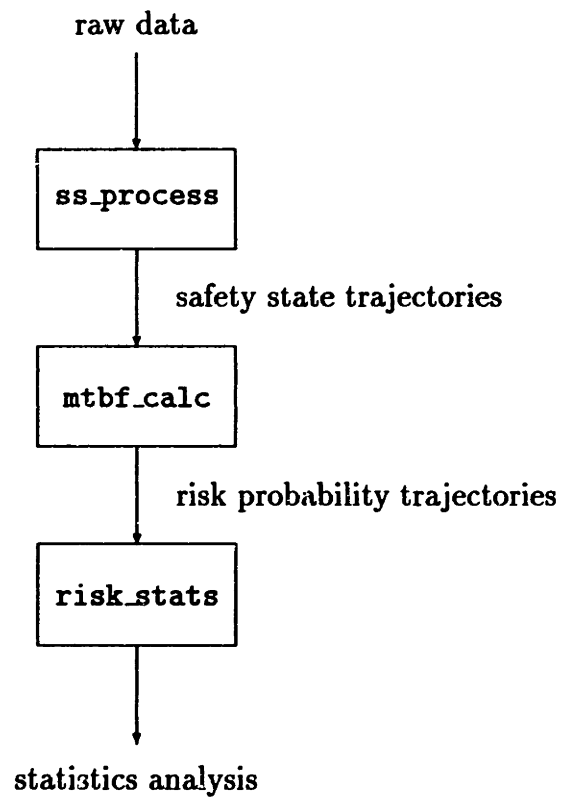 raw data
ss_process
safety state trajectories
mtbf_calc
risk probability trajectories
risk_stats
statistics analysis